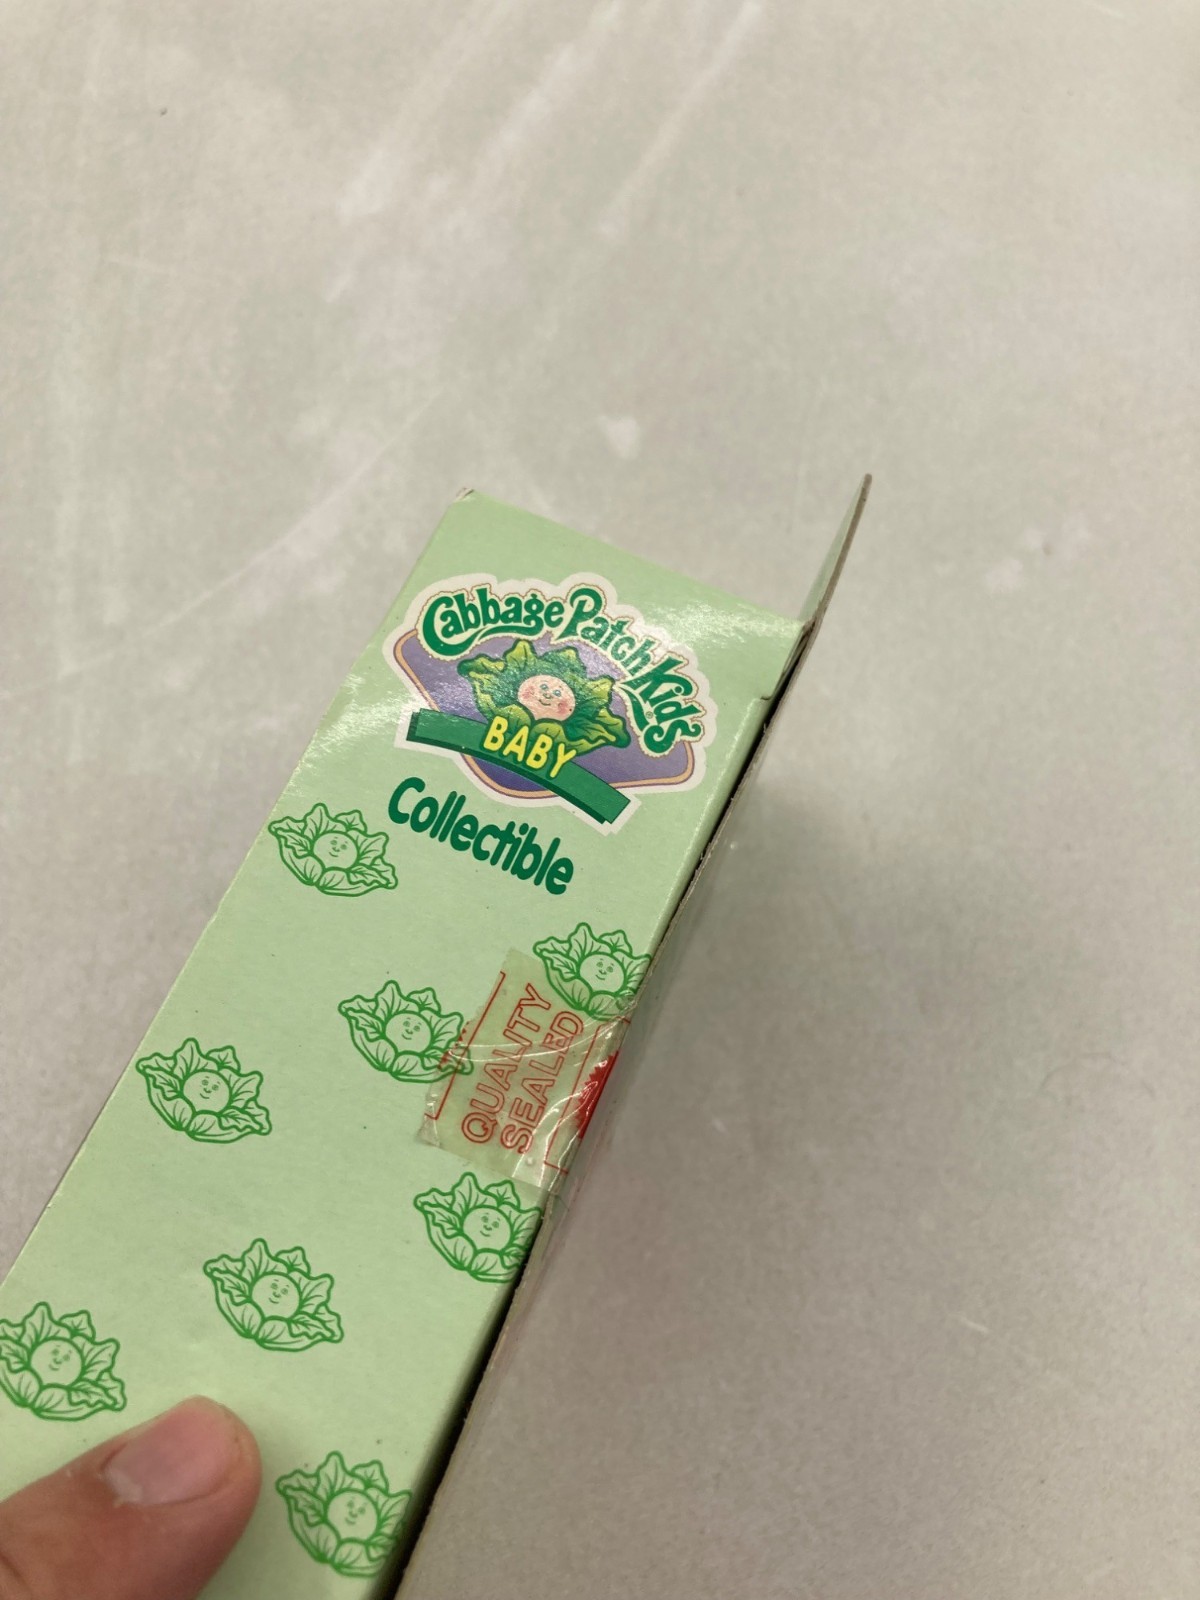 Cabbage Patch Kids
BABY
Collectible
QUALITY
SEALED